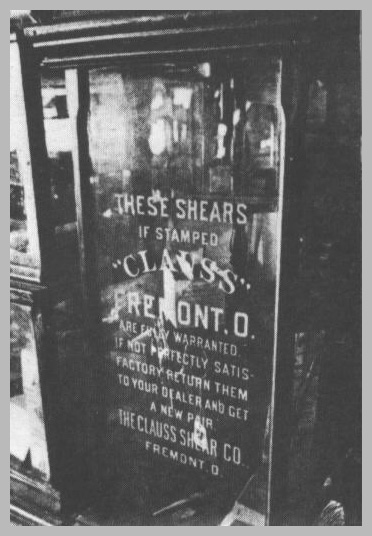 THESE SHEARS
IF STAMPED
"CLAUSS"
FREMONT. O.
ARE FULLY WARRANTED.
IF NOT PERFECTLY SATIS-
FACTORY RETURN THEM
TO YOUR DEALER AND GET
A NEW PAIR
THE CLAUSS SHEAR CO.
FREMONT. O.